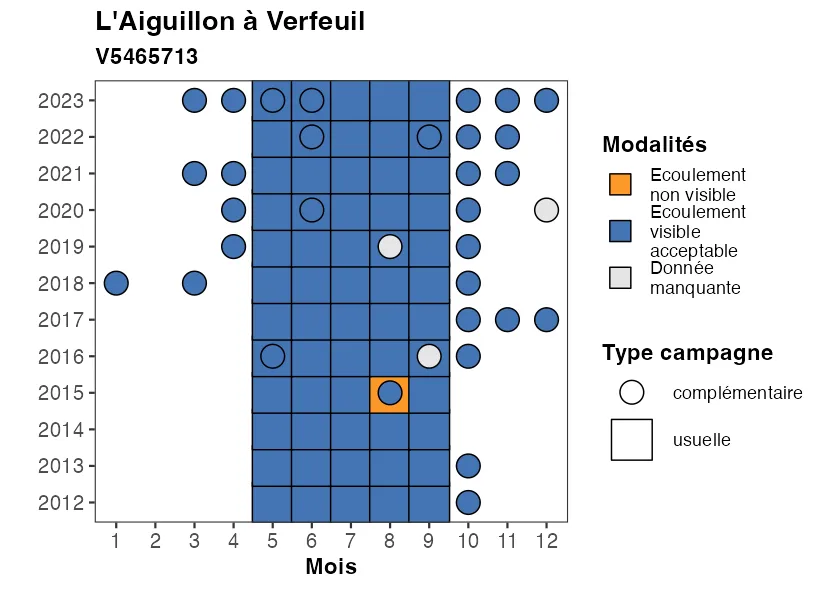 L'Aiguillon à Verfeuil
V5465713
2023
2022
2021
2020
2019
2018
2017
2016
2015
2014
2013
2012
1 2 3 4 5 6 7 8 9 10 11 12
Mois
Modalités
Ecoulement
non visible
Ecoulement
visible
acceptable
Donnée
manquante
Type campagne
complémentaire
usuelle